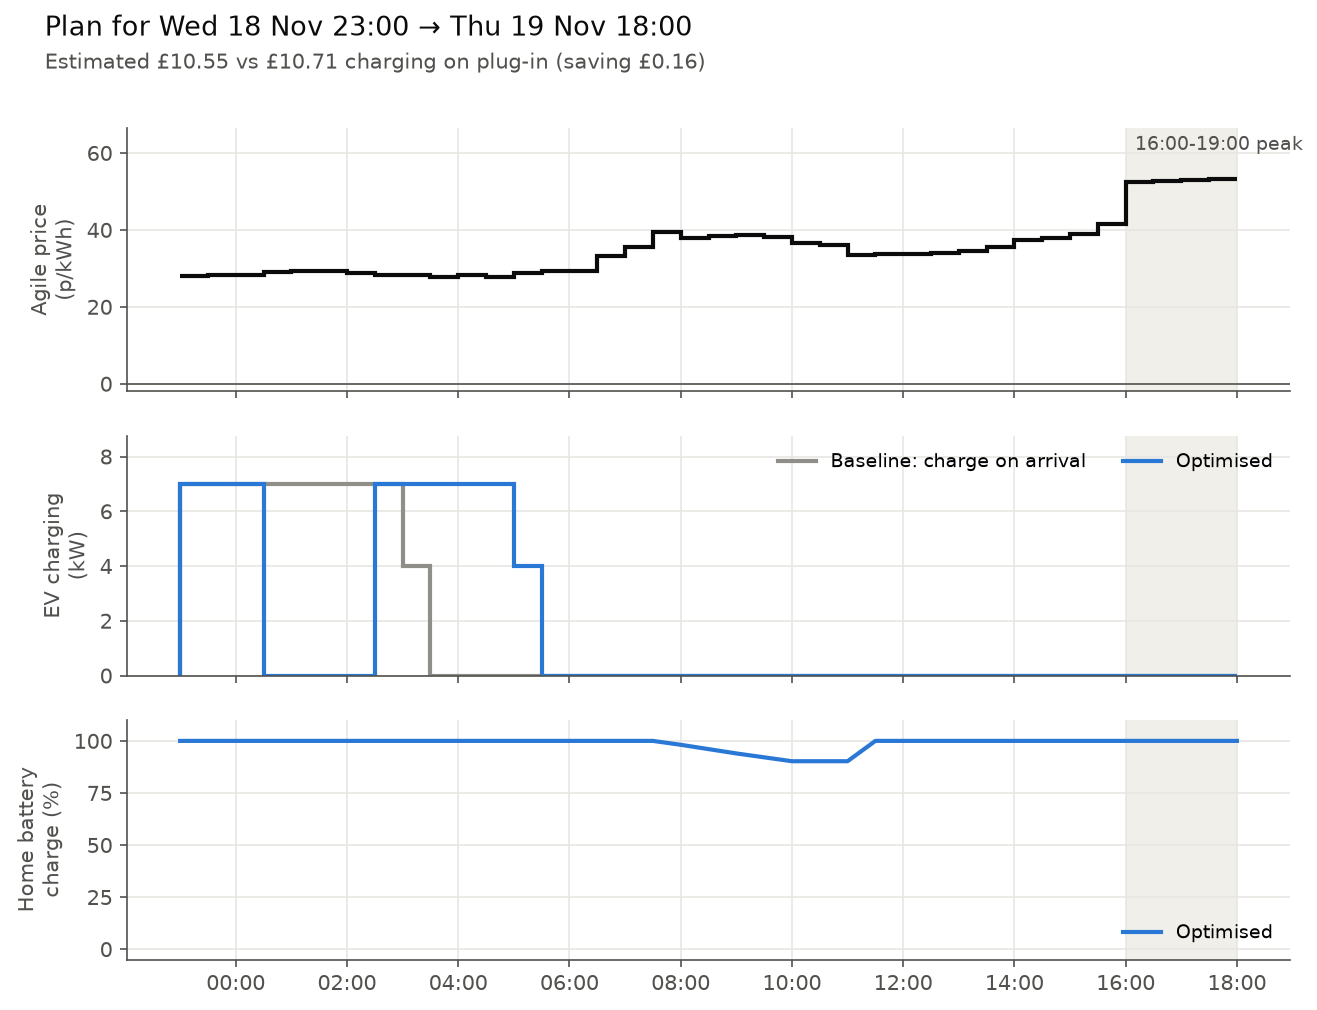 Plan for Wed 18 Nov 23:00 → Thu 19 Nov 18:00
Estimated £10.55 vs £10.71 charging on plug-in (saving £0.16)
Agile price
(p/kWh)
60
40
20
0
16:00-19:00 peak
EV charging
(kW)
8
6
4
2
0
Baseline: charge on arrival
Optimised
Home battery
charge (%)
100
75
50
25
0
Optimised
00:00
02:00
04:00
06:00
08:00
10:00
12:00
14:00
16:00
18:00